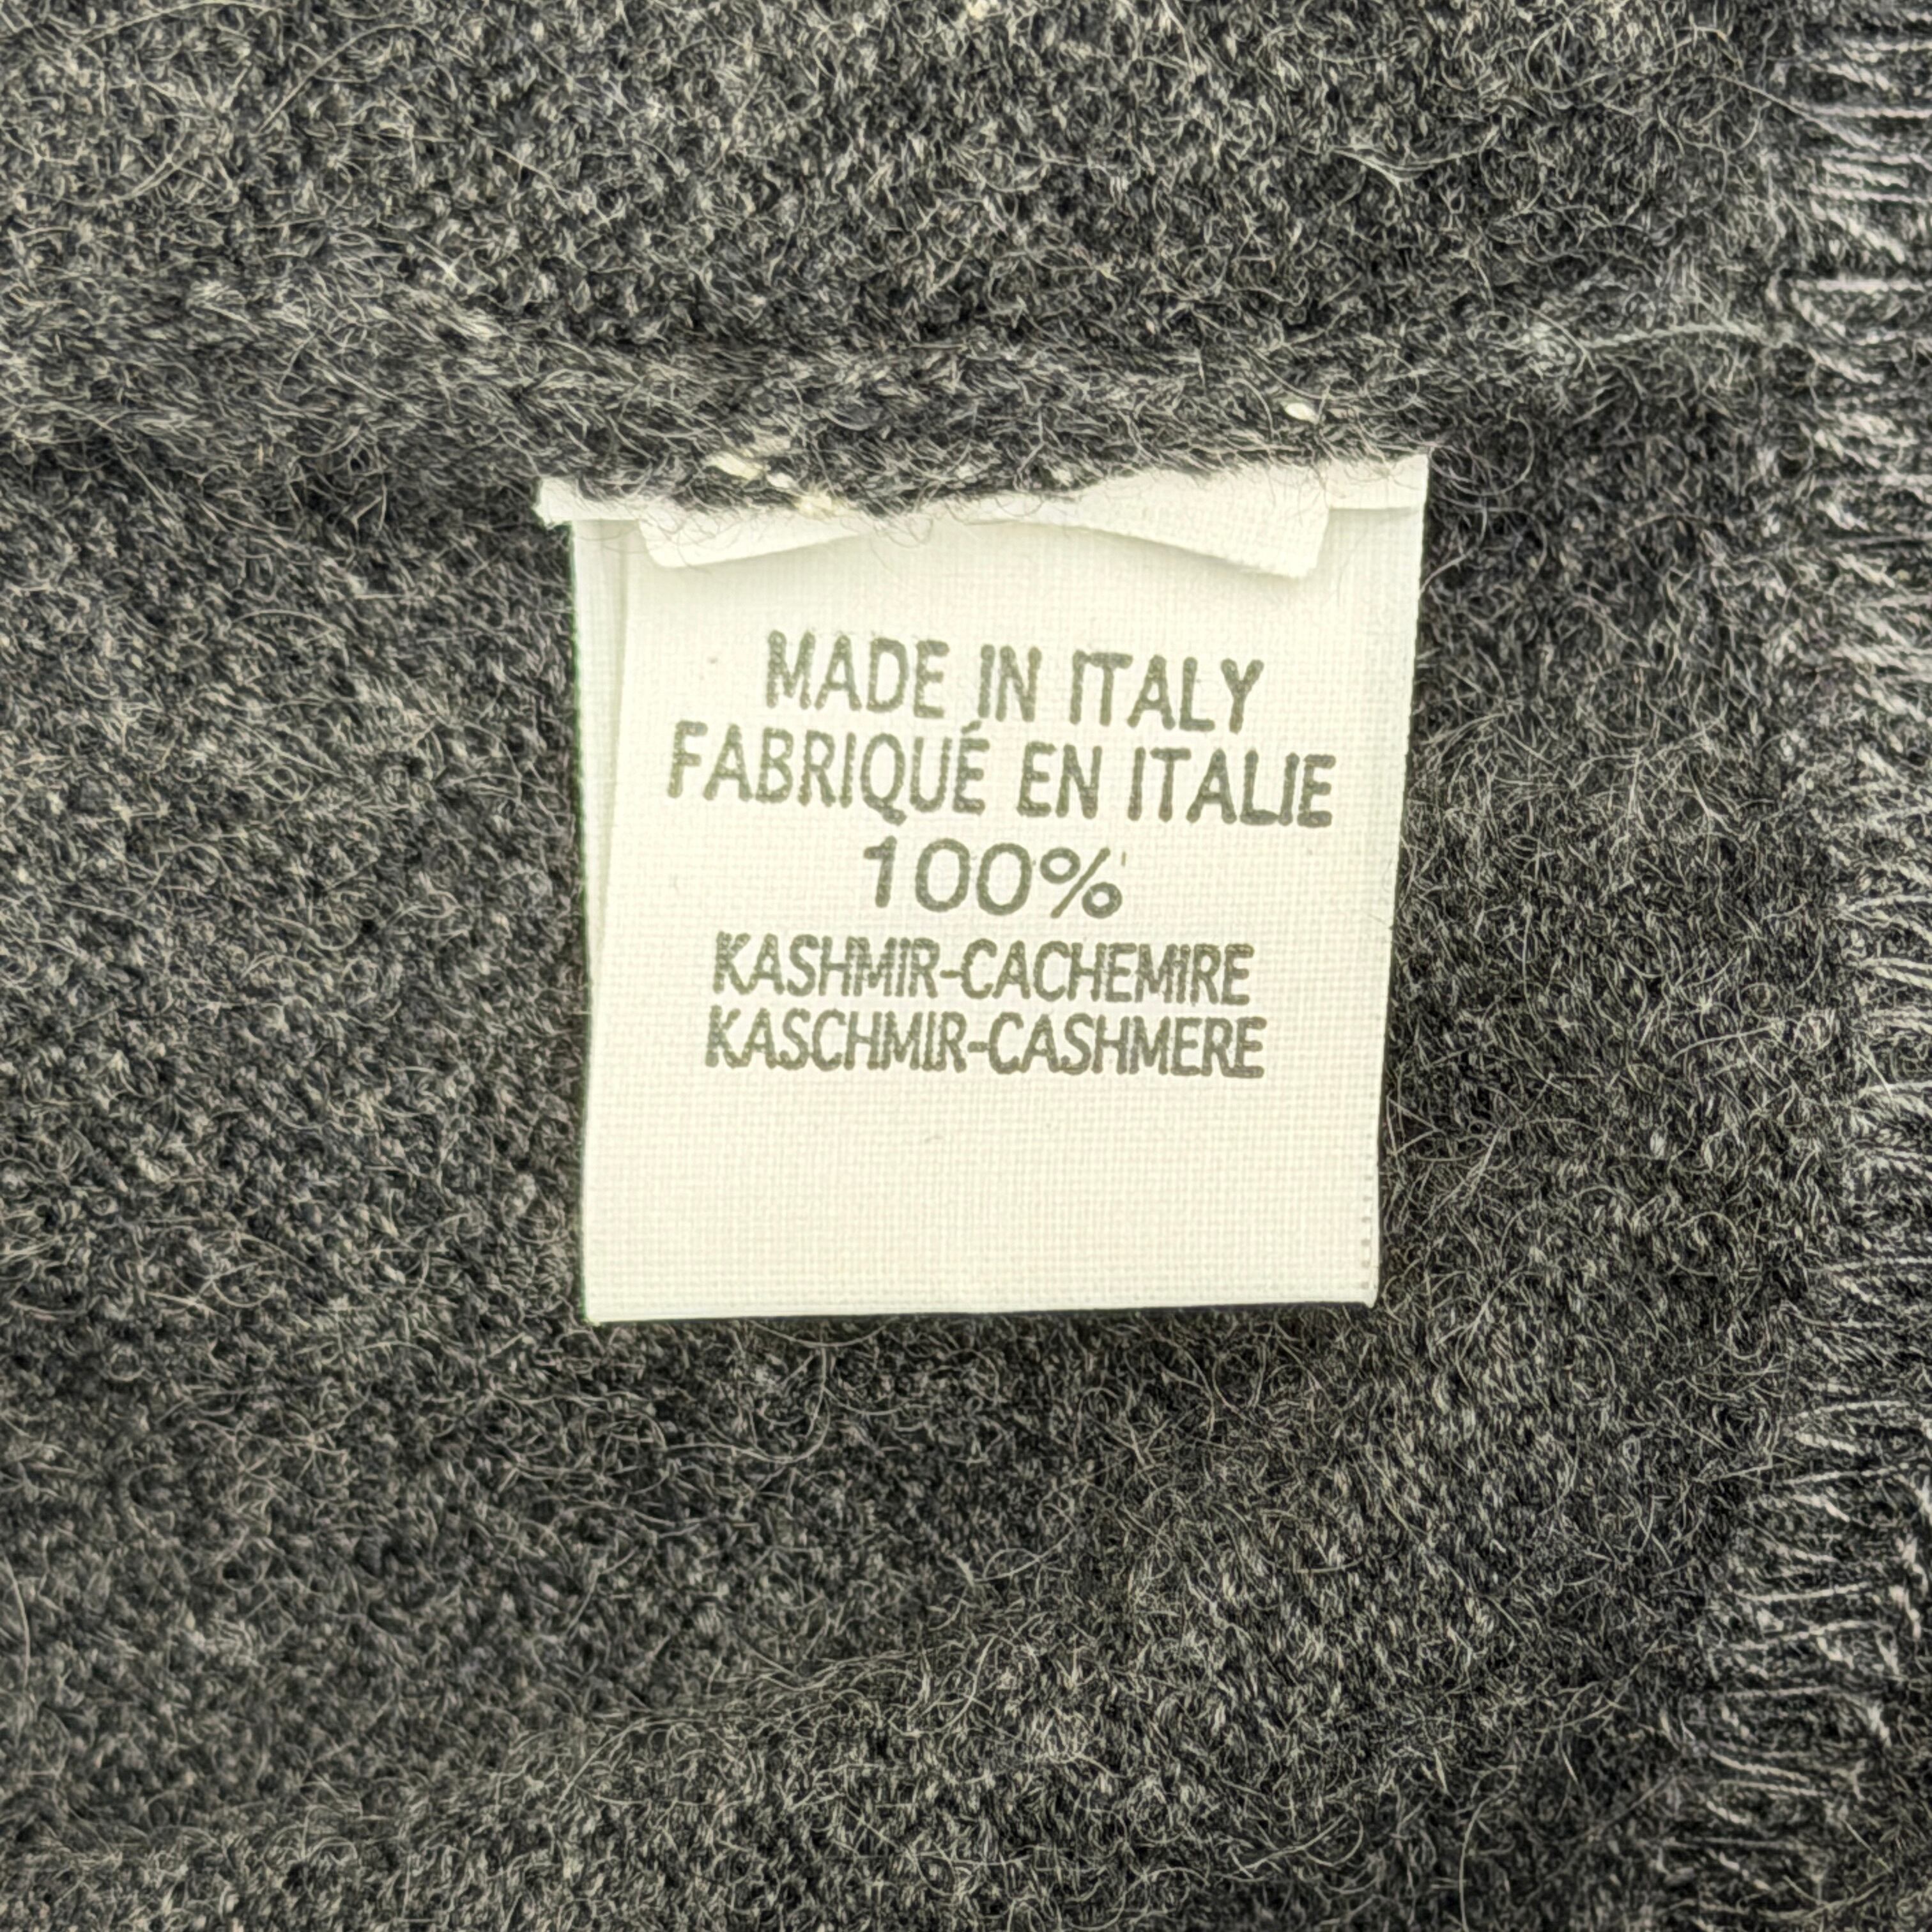 MADE IN ITALY
FABRIQUÉ EN ITALIE
100%
KASHMIR-CACHEMIRE
KASCHMIR-CASHMERE